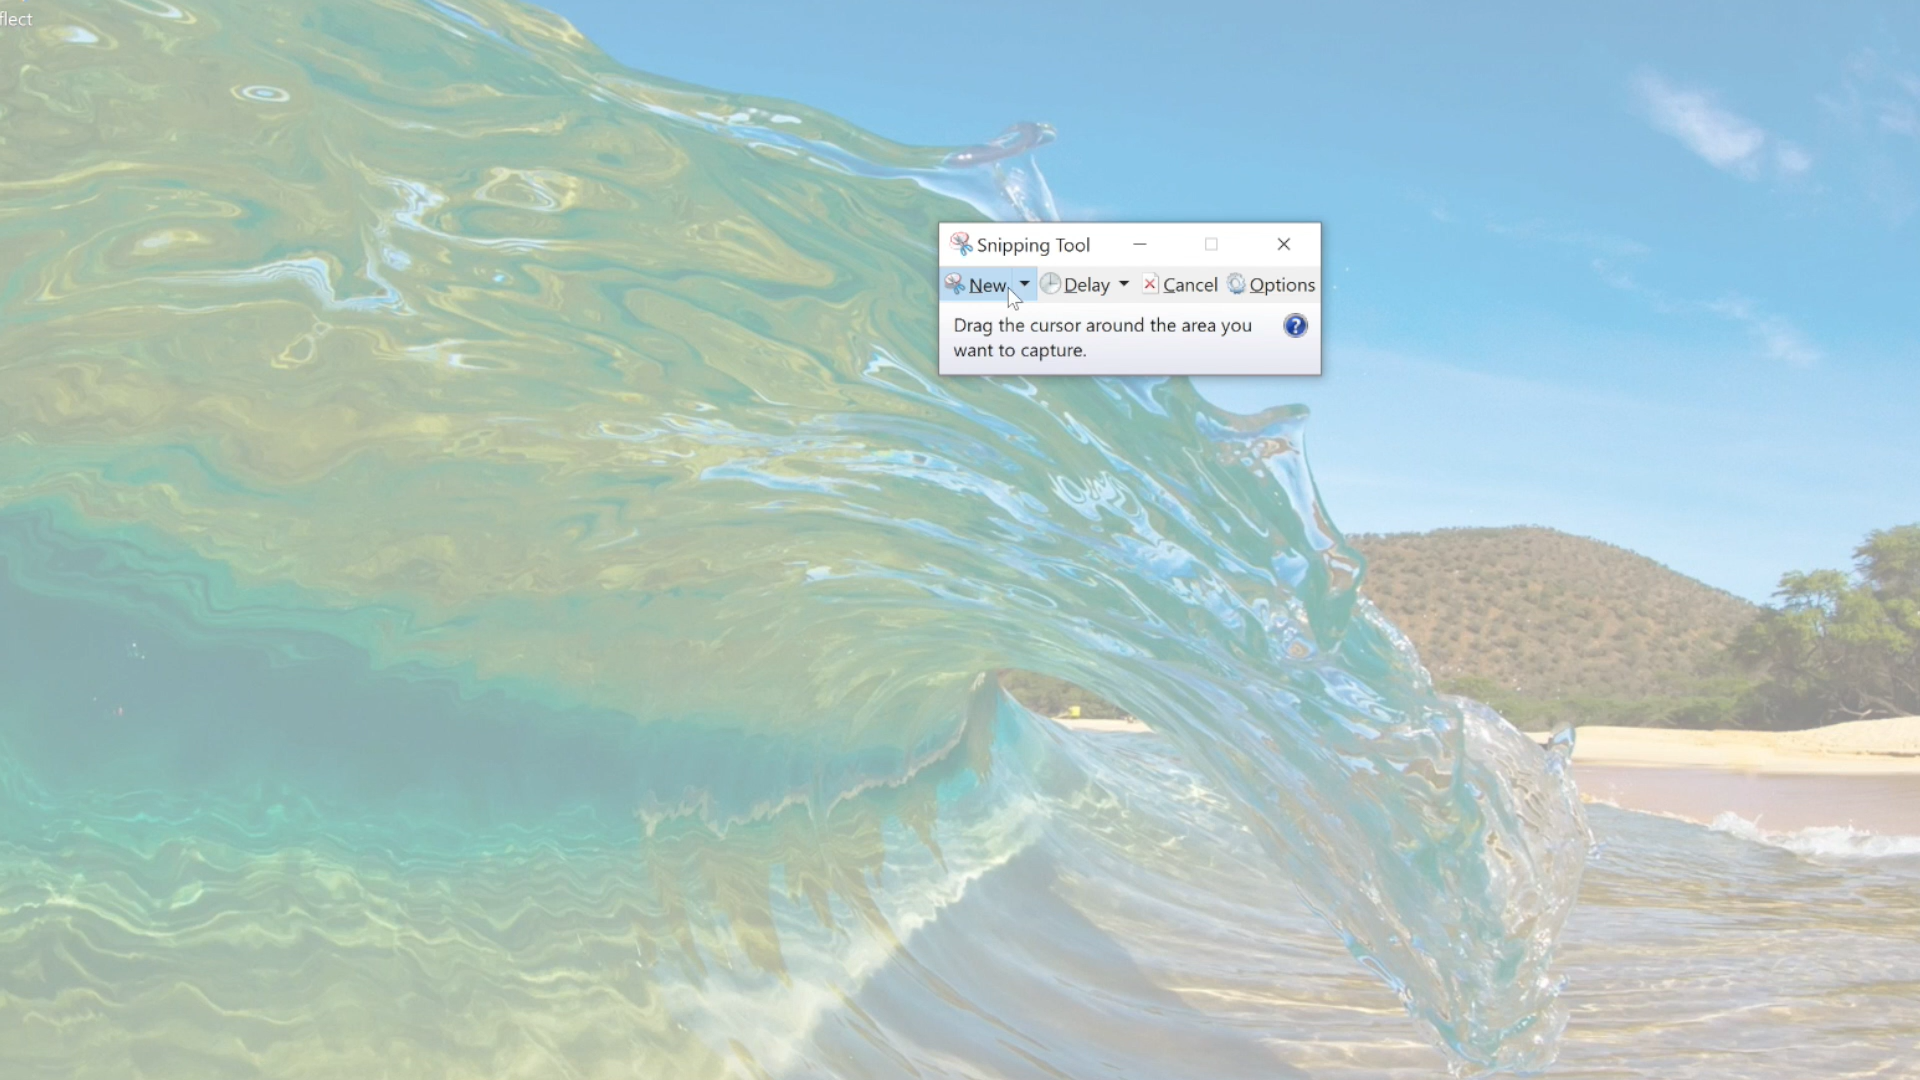 flect
Snipping Tool
New Delay Cancel Options
Drag the cursor around the area you
want to capture.